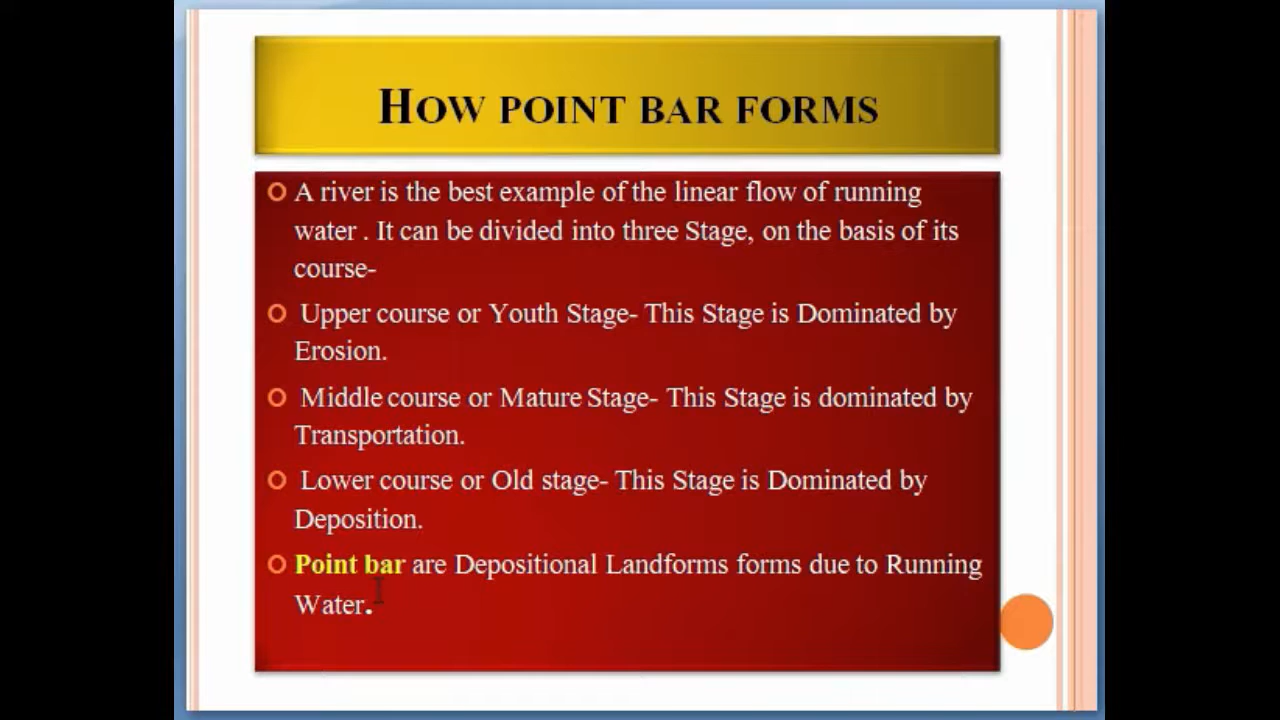 HOW POINT BAR FORMS
A river is the best example of the linear flow of running
water . It can be divided into three Stage, on the basis of its
course-
Upper course or Youth Stage- This Stage is Dominated by
Erosion.
Middle course or Mature Stage- This Stage is dominated by
Transportation.
Lower course or Old stage- This Stage is Dominated by
Deposition.
Point bar are Depositional Landforms forms due to Running
Water.